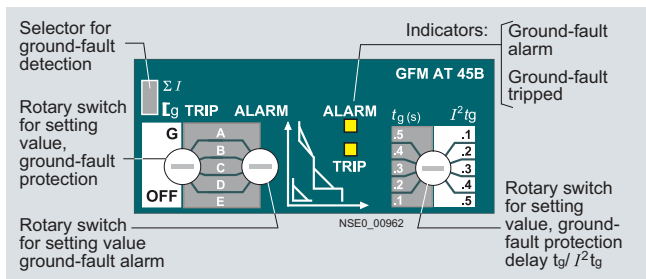 Selector for
ground-fault
detection
Rotary switch
for setting
value,
ground-fault
protection
Rotary switch
for setting value
ground-fault alarm
Indicators:
Ground-fault
alarm
Ground-fault
tripped
GFM AT 45B
Σ I
[g TRIP ALARM
G
OFF
A
B
C
D
E
ALARM
TRIP
tg (s)
I²tg
.5 .1
.4 .2
.3 .3
.2 .4
.1 .5
NSE0_00962
Rotary switch
for setting
value, ground-
fault protection
delay tg/ I²tg